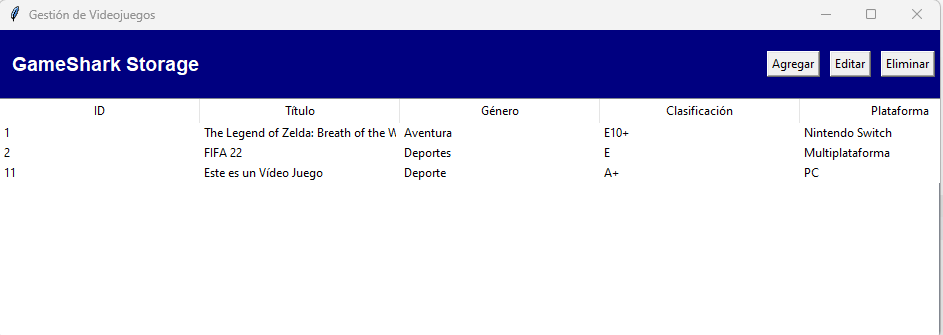 Gestión de Videojuegos
GameShark Storage Agregar Editar Eliminar
ID Título Género Clasificación Plataforma
1 The Legend of Zelda: Breath of the W Aventura E10+ Nintendo Switch
2 FIFA 22 Deportes E Multiplataforma
11 Este es un Vídeo Juego Deporte A+ PC